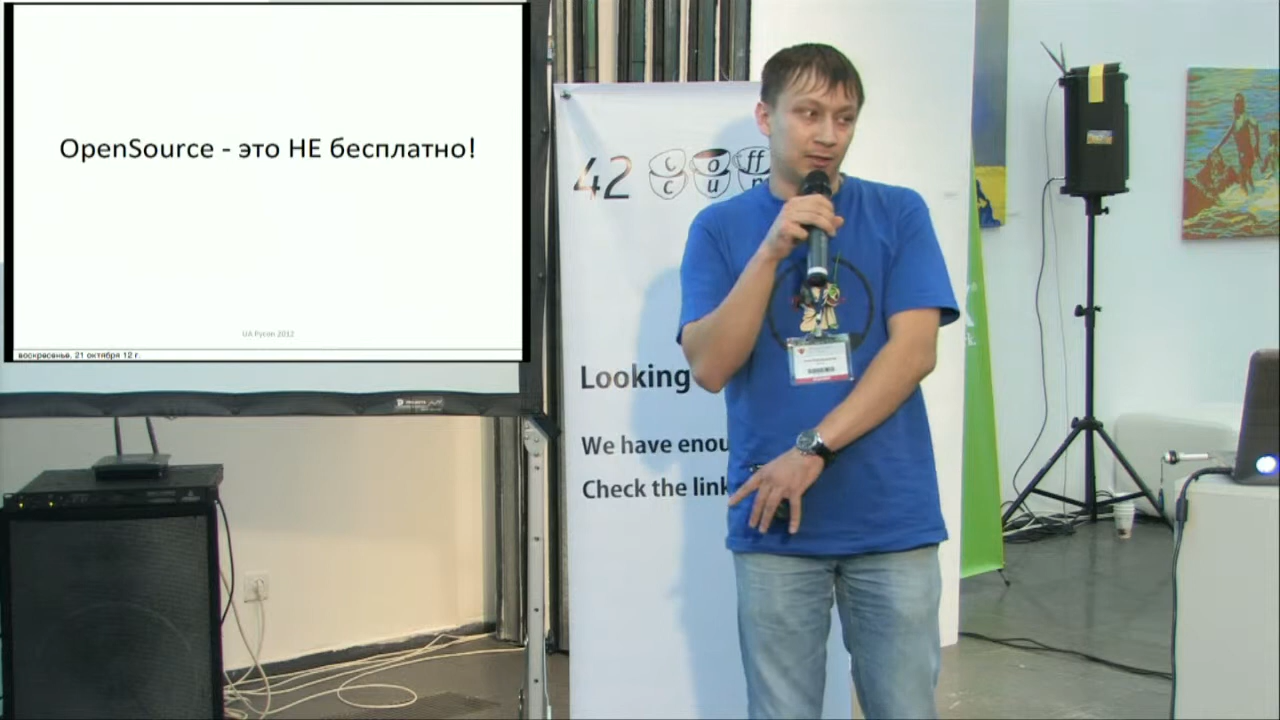 OpenSource - это НЕ бесплатно!
UA Pycon 2012
воскресенье, 21 октября 12 г.
42
c o ff
c u p
Looking
We have enou
Check the link